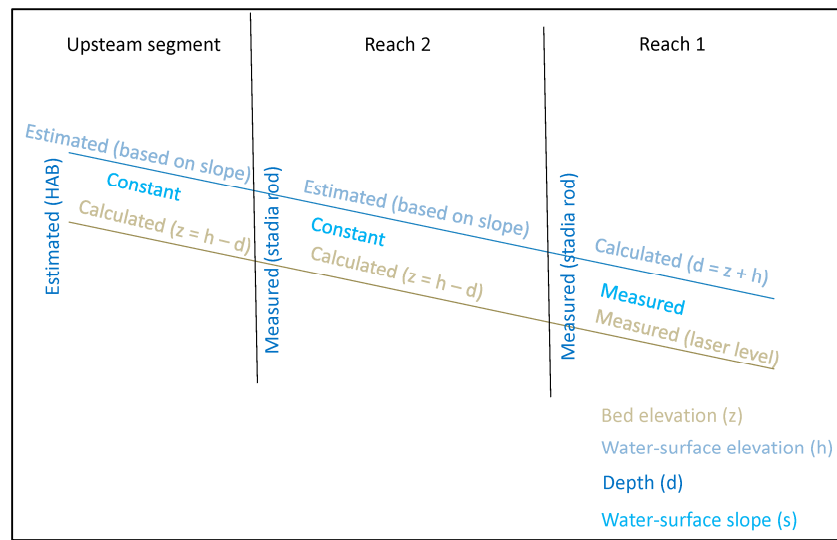 Upsteam segment
Reach 2
Reach 1
Estimated (based on slope)
Constant
Calculated (z = h – d)
Estimated (HAB)
Measured (stadia rod)
Estimated (based on slope)
Constant
Calculated (z = h – d)
Measured (stadia rod)
Calculated (d = z + h)
Measured
Measured (laser level)
Bed elevation (z)
Water-surface elevation (h)
Depth (d)
Water-surface slope (s)